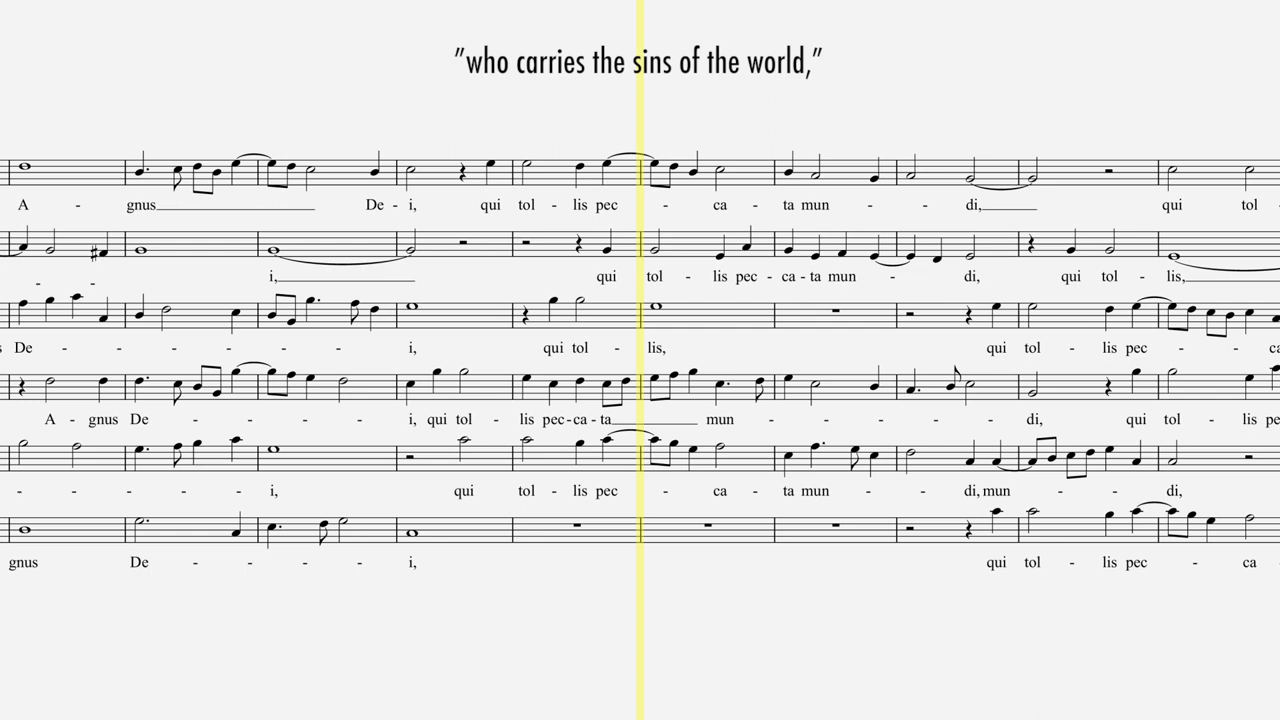 "who carries the sins of the world,"
A - gnus De - i, qui tol - lis pec - ca - ta mun - - di, qui tol -
- - i, qui tol - lis pec - ca - ta mun - - di, qui tol - lis,
De - - - - - - i, qui tol - lis, qui tol - lis pec - - ca
A - gnus De - - - - - i, qui tol - lis pec - ca - ta mun - - - - - di, qui tol - lis pe
- - - - i, qui tol - lis pec - ca - ta mun - - di, mun - - di,
gnus De - - - - i, qui tol - lis pec - ca